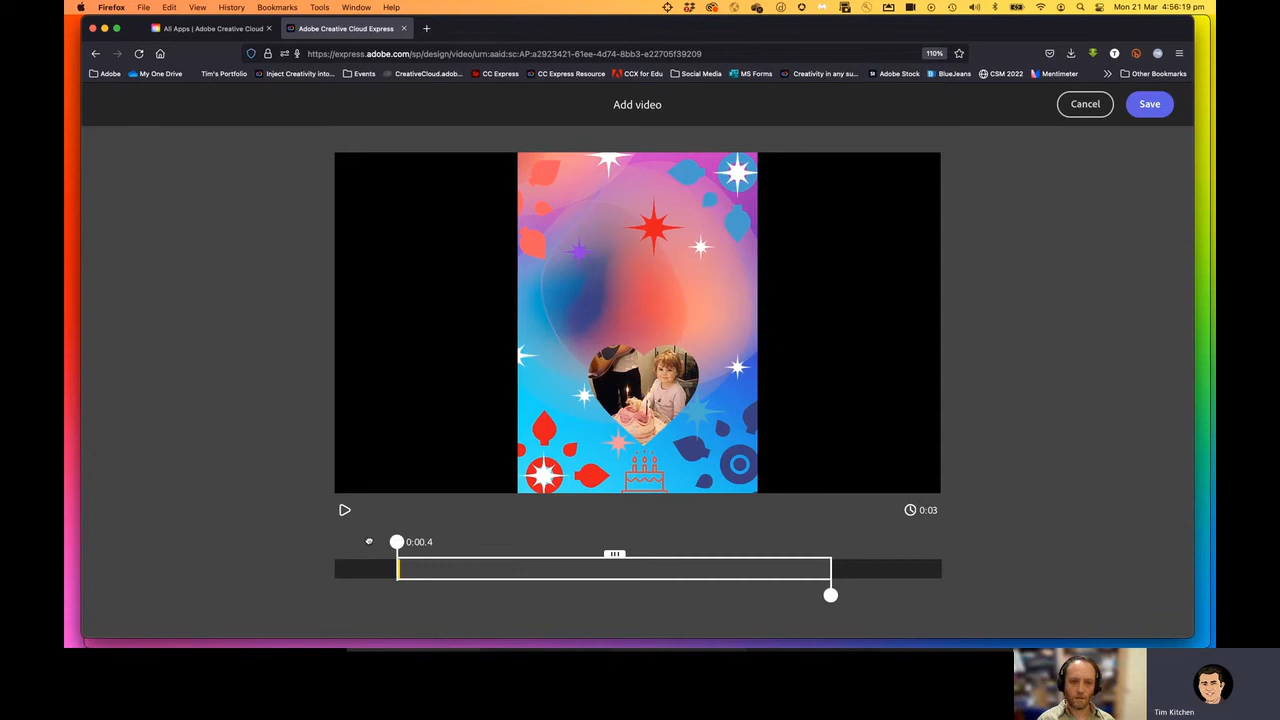 Firefox File Edit View History Bookmarks Tools Window Help Mon 21 Mar 4:56:19 pm
All Apps | Adobe Creative Cloud Adobe Creative Cloud Express
https://express.adobe.com/sp/design/video/urn:aaid:sc:AP:a2923421-61ee-4d74-8bb3-e22705f39209 110%
Adobe My One Drive Tim's Portfolio Inject Creativity into... Events CreativeCloud.adob... CC Express CC Express Resource CCX for Edu Social Media MS Forms Creativity in any su... Adobe Stock BlueJeans CSM 2022 Mentimeter Other Bookmarks
Add video
Cancel
Save
0:03
0:00.4
Tim Kitchen